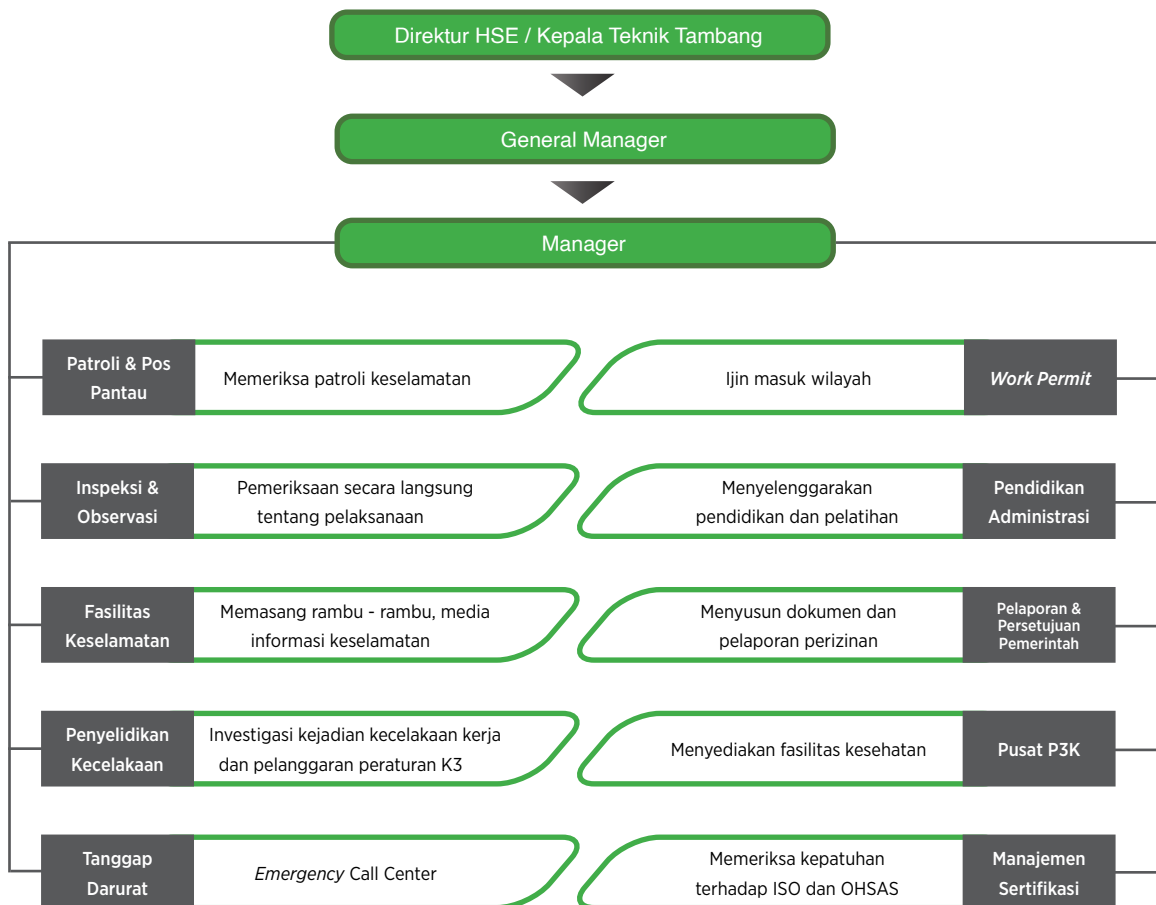 Direktur HSE / Kepala Teknik Tambang
General Manager
Manager
Patroli & Pos
Pantau
Memeriksa patroli keselamatan
Ijin masuk wilayah
Work Permit
Inspeksi &
Observasi
Pemeriksaan secara langsung
tentang pelaksanaan
Menyelenggarakan
pendidikan dan pelatihan
Pendidikan
Administrasi
Fasilitas
Keselamatan
Memasang rambu - rambu, media
informasi keselamatan
Menyusun dokumen dan
pelaporan perizinan
Pelaporan &
Persetujuan
Pemerintah
Penyelidikan
Kecelakaan
Investigasi kejadian kecelakaan kerja
dan pelanggaran peraturan K3
Menyediakan fasilitas kesehatan
Pusat P3K
Tanggap
Darurat
Emergency Call Center
Memeriksa kepatuhan
terhadap ISO dan OHSAS
Manajemen
Sertifikasi